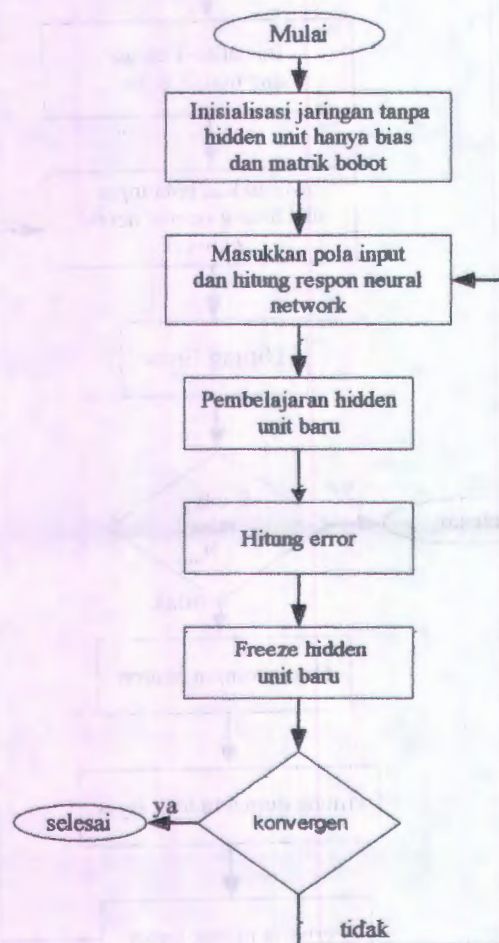 Mulai
Inisialisasi jaringan tanpa
hidden unit hanya bias
dan matrik bobot
Masukkan pola input
dan hitung respon neural
network
Pembelajaran hidden
unit baru
Hitung error
Freeze hidden
unit baru
konvergen
ya
selesai
tidak